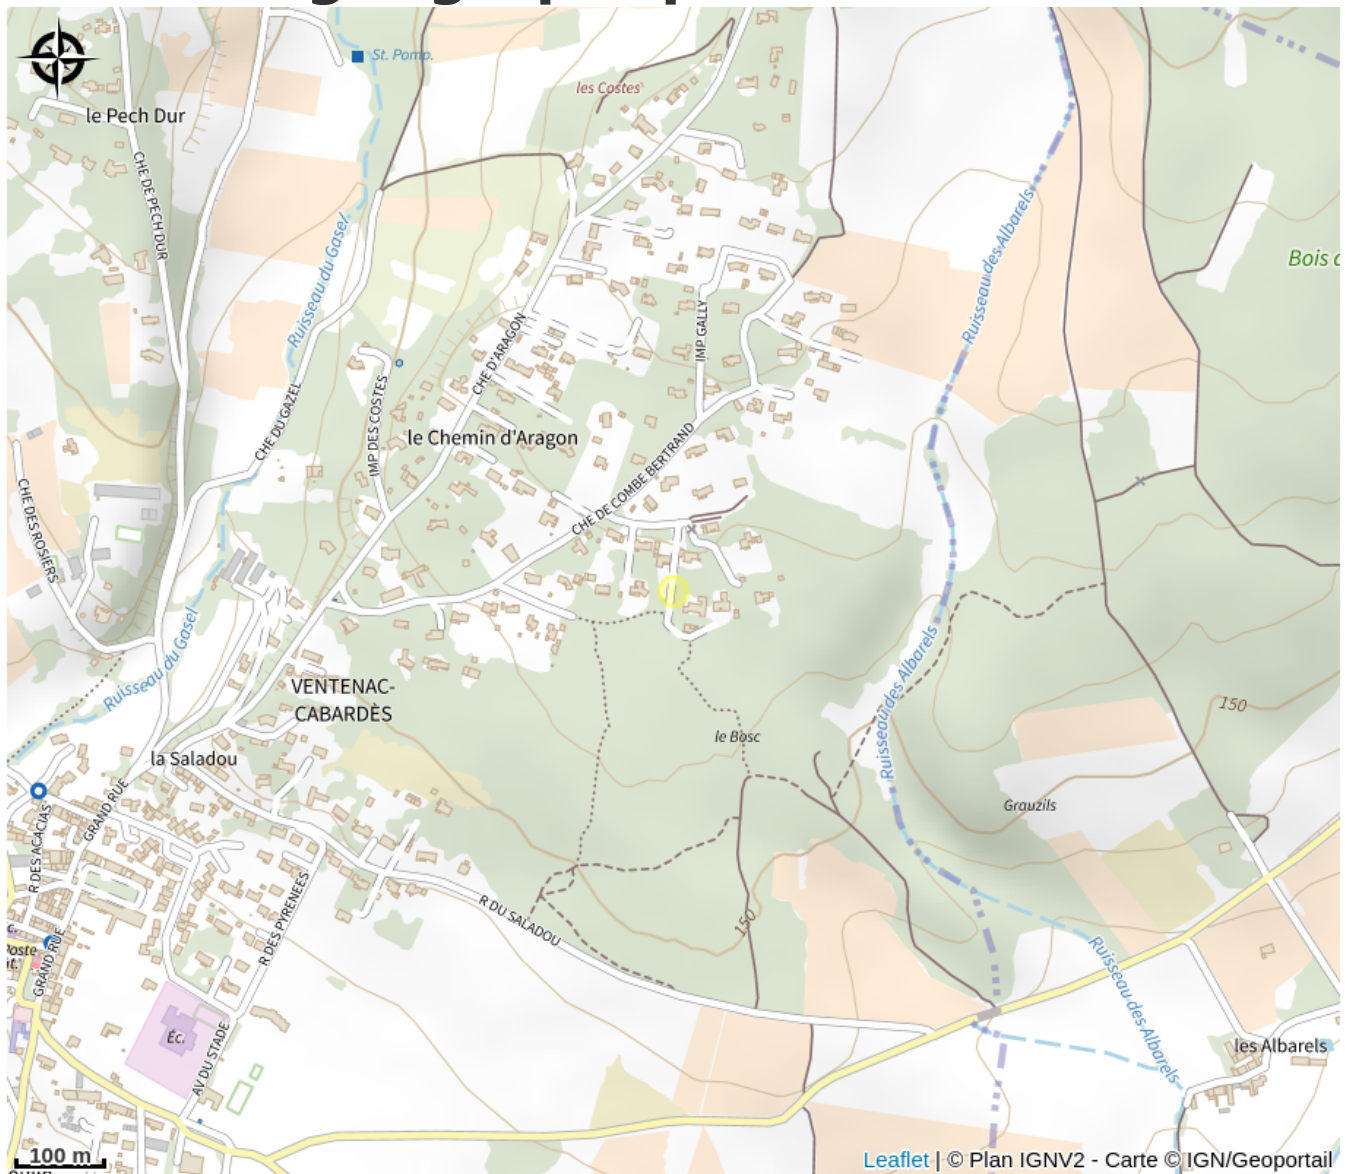 St. Pomp.
les Costes
le Pech Dur
CHE DE PECH DUR
Ruisseau du Gasel
Ruisseau des Albarels
Bois d
IMP GALLY
CHE D'ARAGON
CHE DU GAZEL
IMP DES COSTES
le Chemin d'Aragon
CHE DE COMBE BERTRAND
CHE DES ROSIERS
Ruisseau du Gasel
Ruisseau des Albarels
VENTENAC-
CABARDÈS
150
la Saladou
le Bosc
Grauzils
GRAND RUE
R DES ACACIAS
R DES PYRENEES
R DU SALADOU
150
Poste
GRAND RUE
Éc.
AV DU STADE
Ruisseau des Albarels
les Albarels
100 m
Leaflet | © Plan IGNV2 - Carte © IGN/Geoportail